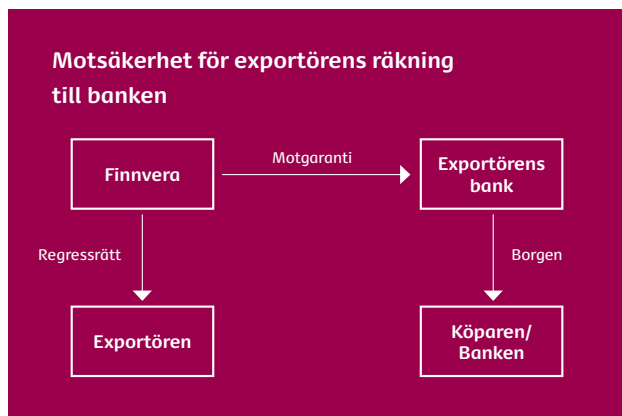 Motsäkerhet för exportörens räkning
till banken
Finnvera
Motgaranti
Exportörens
bank
Regressrätt
Borgen
Exportören
Köparen/
Banken